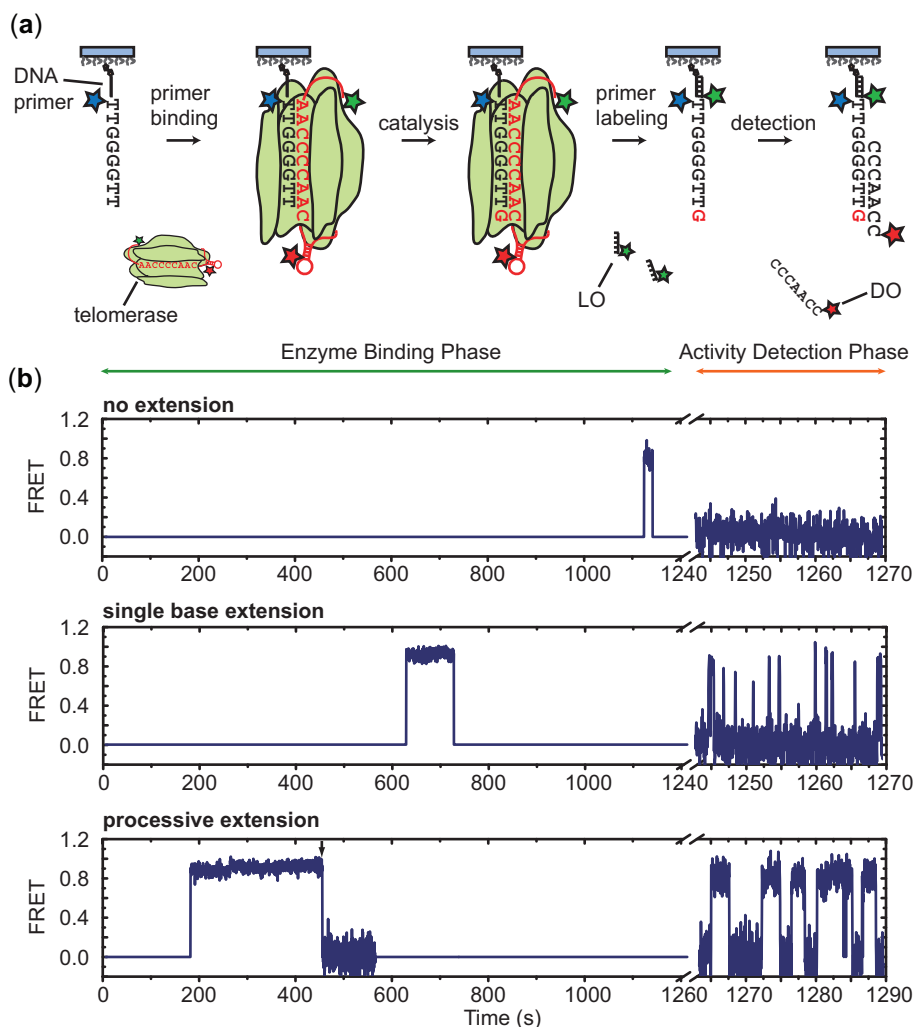 (a)
DNA
primer
TTGGGGTT
primer
binding
TTGGGGTT
AACCCCAAC
catalysis
TTGGGGTTG
AACCCCAAC
primer
labeling
TTGGGGTTG
detection
TTGGGGTTG
CCCAACC
AACCCCAAC
telomerase
LO
CCCAACC
DO
Enzyme Binding Phase
Activity Detection Phase
(b)
no extension
FRET
1.2
0.8
0.4
0.0
0 200 400 600 800 1000 1240 1250 1260 1270
single base extension
FRET
1.2
0.8
0.4
0.0
0 200 400 600 800 1000 1240 1250 1260 1270
processive extension
FRET
1.2
0.8
0.4
0.0
0 200 400 600 800 1000 1260 1270 1280 1290
Time (s)